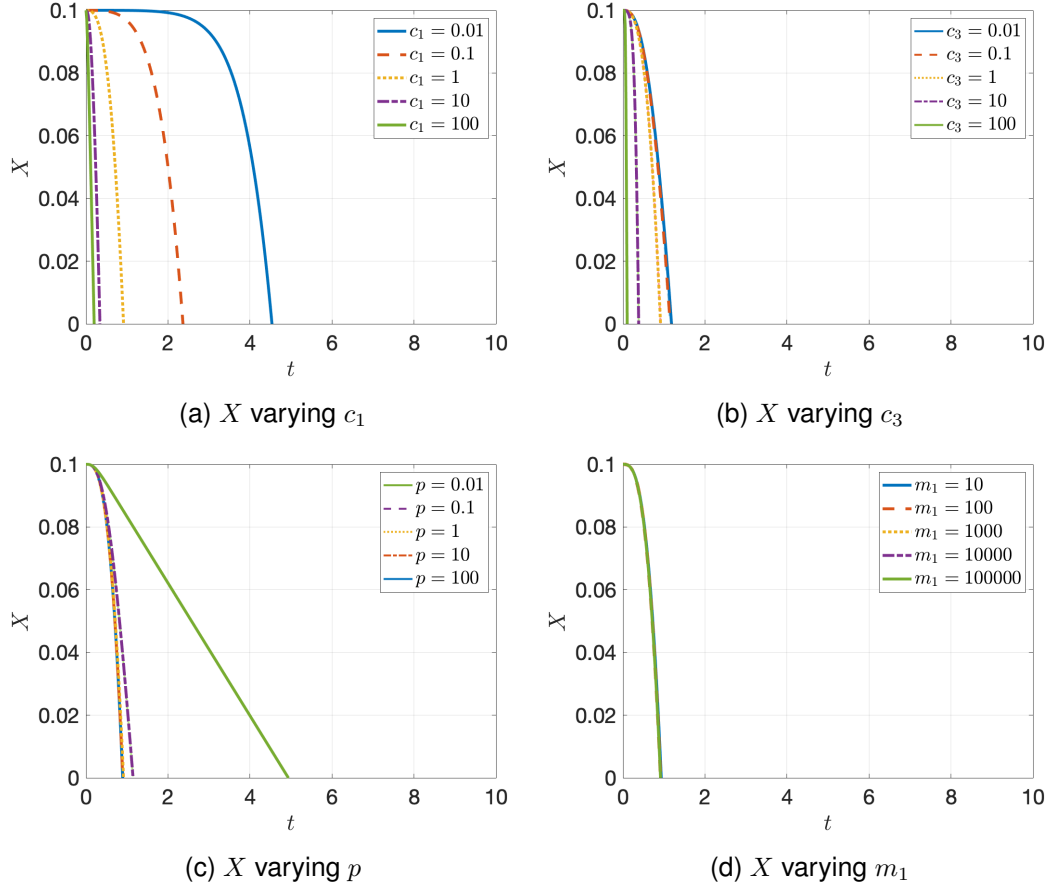 0.1
0.08
0.06
0.04
0.02
0
X
0 2 4 6 8 10
t
c₁ = 0.01
c₁ = 0.1
c₁ = 1
c₁ = 10
c₁ = 100
(a) X varying c₁
0.1
0.08
0.06
0.04
0.02
0
X
0 2 4 6 8 10
t
c₃ = 0.01
c₃ = 0.1
c₃ = 1
c₃ = 10
c₃ = 100
(b) X varying c₃
0.1
0.08
0.06
0.04
0.02
0
X
0 2 4 6 8 10
t
p = 0.01
p = 0.1
p = 1
p = 10
p = 100
(c) X varying p
0.1
0.08
0.06
0.04
0.02
0
X
0 2 4 6 8 10
t
m₁ = 10
m₁ = 100
m₁ = 1000
m₁ = 10000
m₁ = 100000
(d) X varying m₁